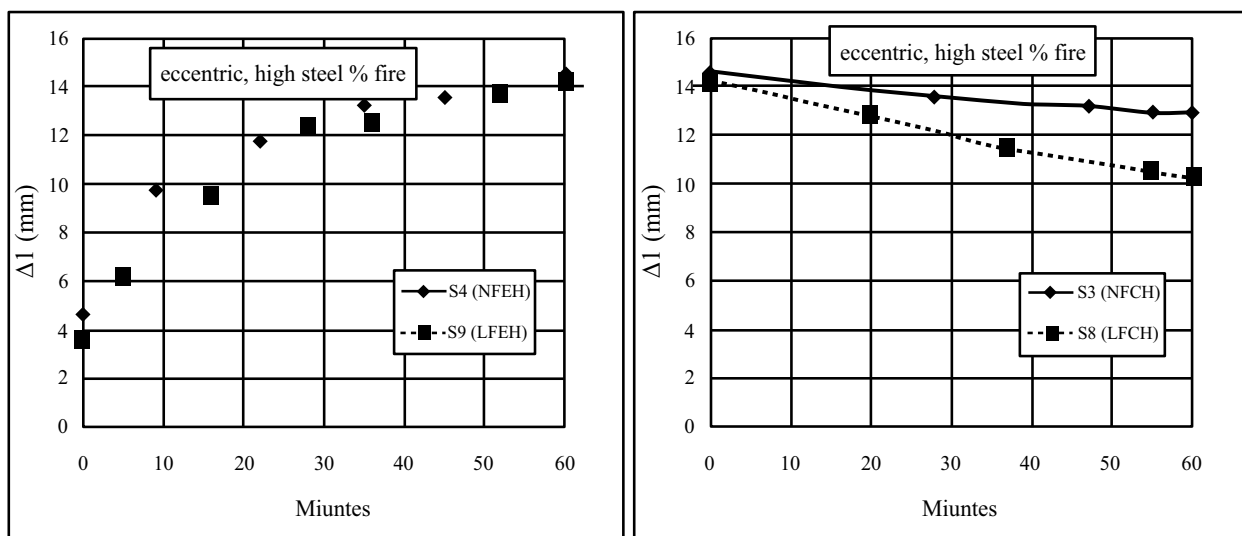 eccentric, high steel % fire
Δ1 (mm)
16
14
12
10
8
6
4
2
0
S4 (NFEH)
S9 (LFEH)
0 10 20 30 40 50 60
Miuntes
eccentric, high steel % fire
Δ1 (mm)
16
14
12
10
8
6
4
2
0
S3 (NFCH)
S8 (LFCH)
0 10 20 30 40 50 60
Miuntes